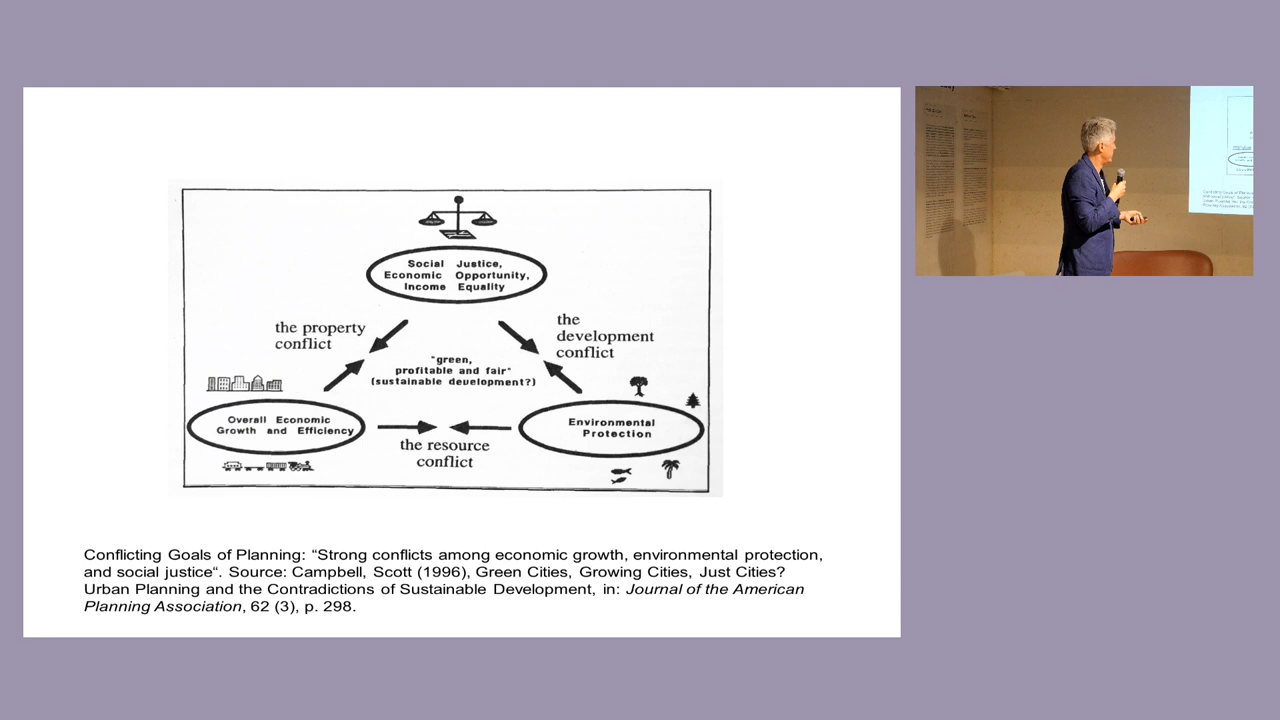 Social Justice,
Economic Opportunity,
Income Equality
the property
conflict
the
development
conflict
"green,
profitable and fair"
(sustainable development?)
Overall Economic
Growth and Efficiency
Environmental
Protection
the resource
conflict
Conflicting Goals of Planning: “Strong conflicts among economic growth, environmental protection,
and social justice“. Source: Campbell, Scott (1996), Green Cities, Growing Cities, Just Cities?
Urban Planning and the Contradictions of Sustainable Development, in: Journal of the American
Planning Association, 62 (3), p. 298.